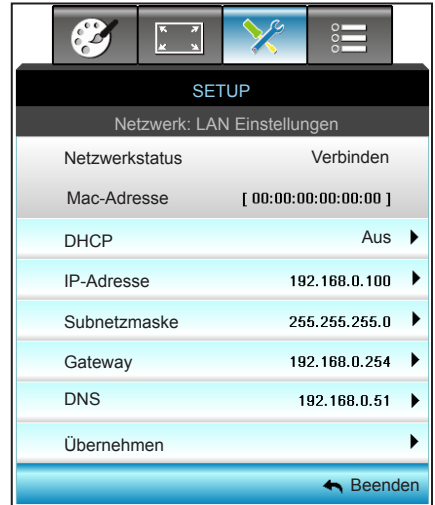 SETUP
Netzwerk: LAN Einstellungen
Netzwerkstatus Verbinden
Mac-Adresse [ 00:00:00:00:00:00 ]
DHCP Aus
IP-Adresse 192.168.0.100
Subnetzmaske 255.255.255.0
Gateway 192.168.0.254
DNS 192.168.0.51
Übernehmen
Beenden